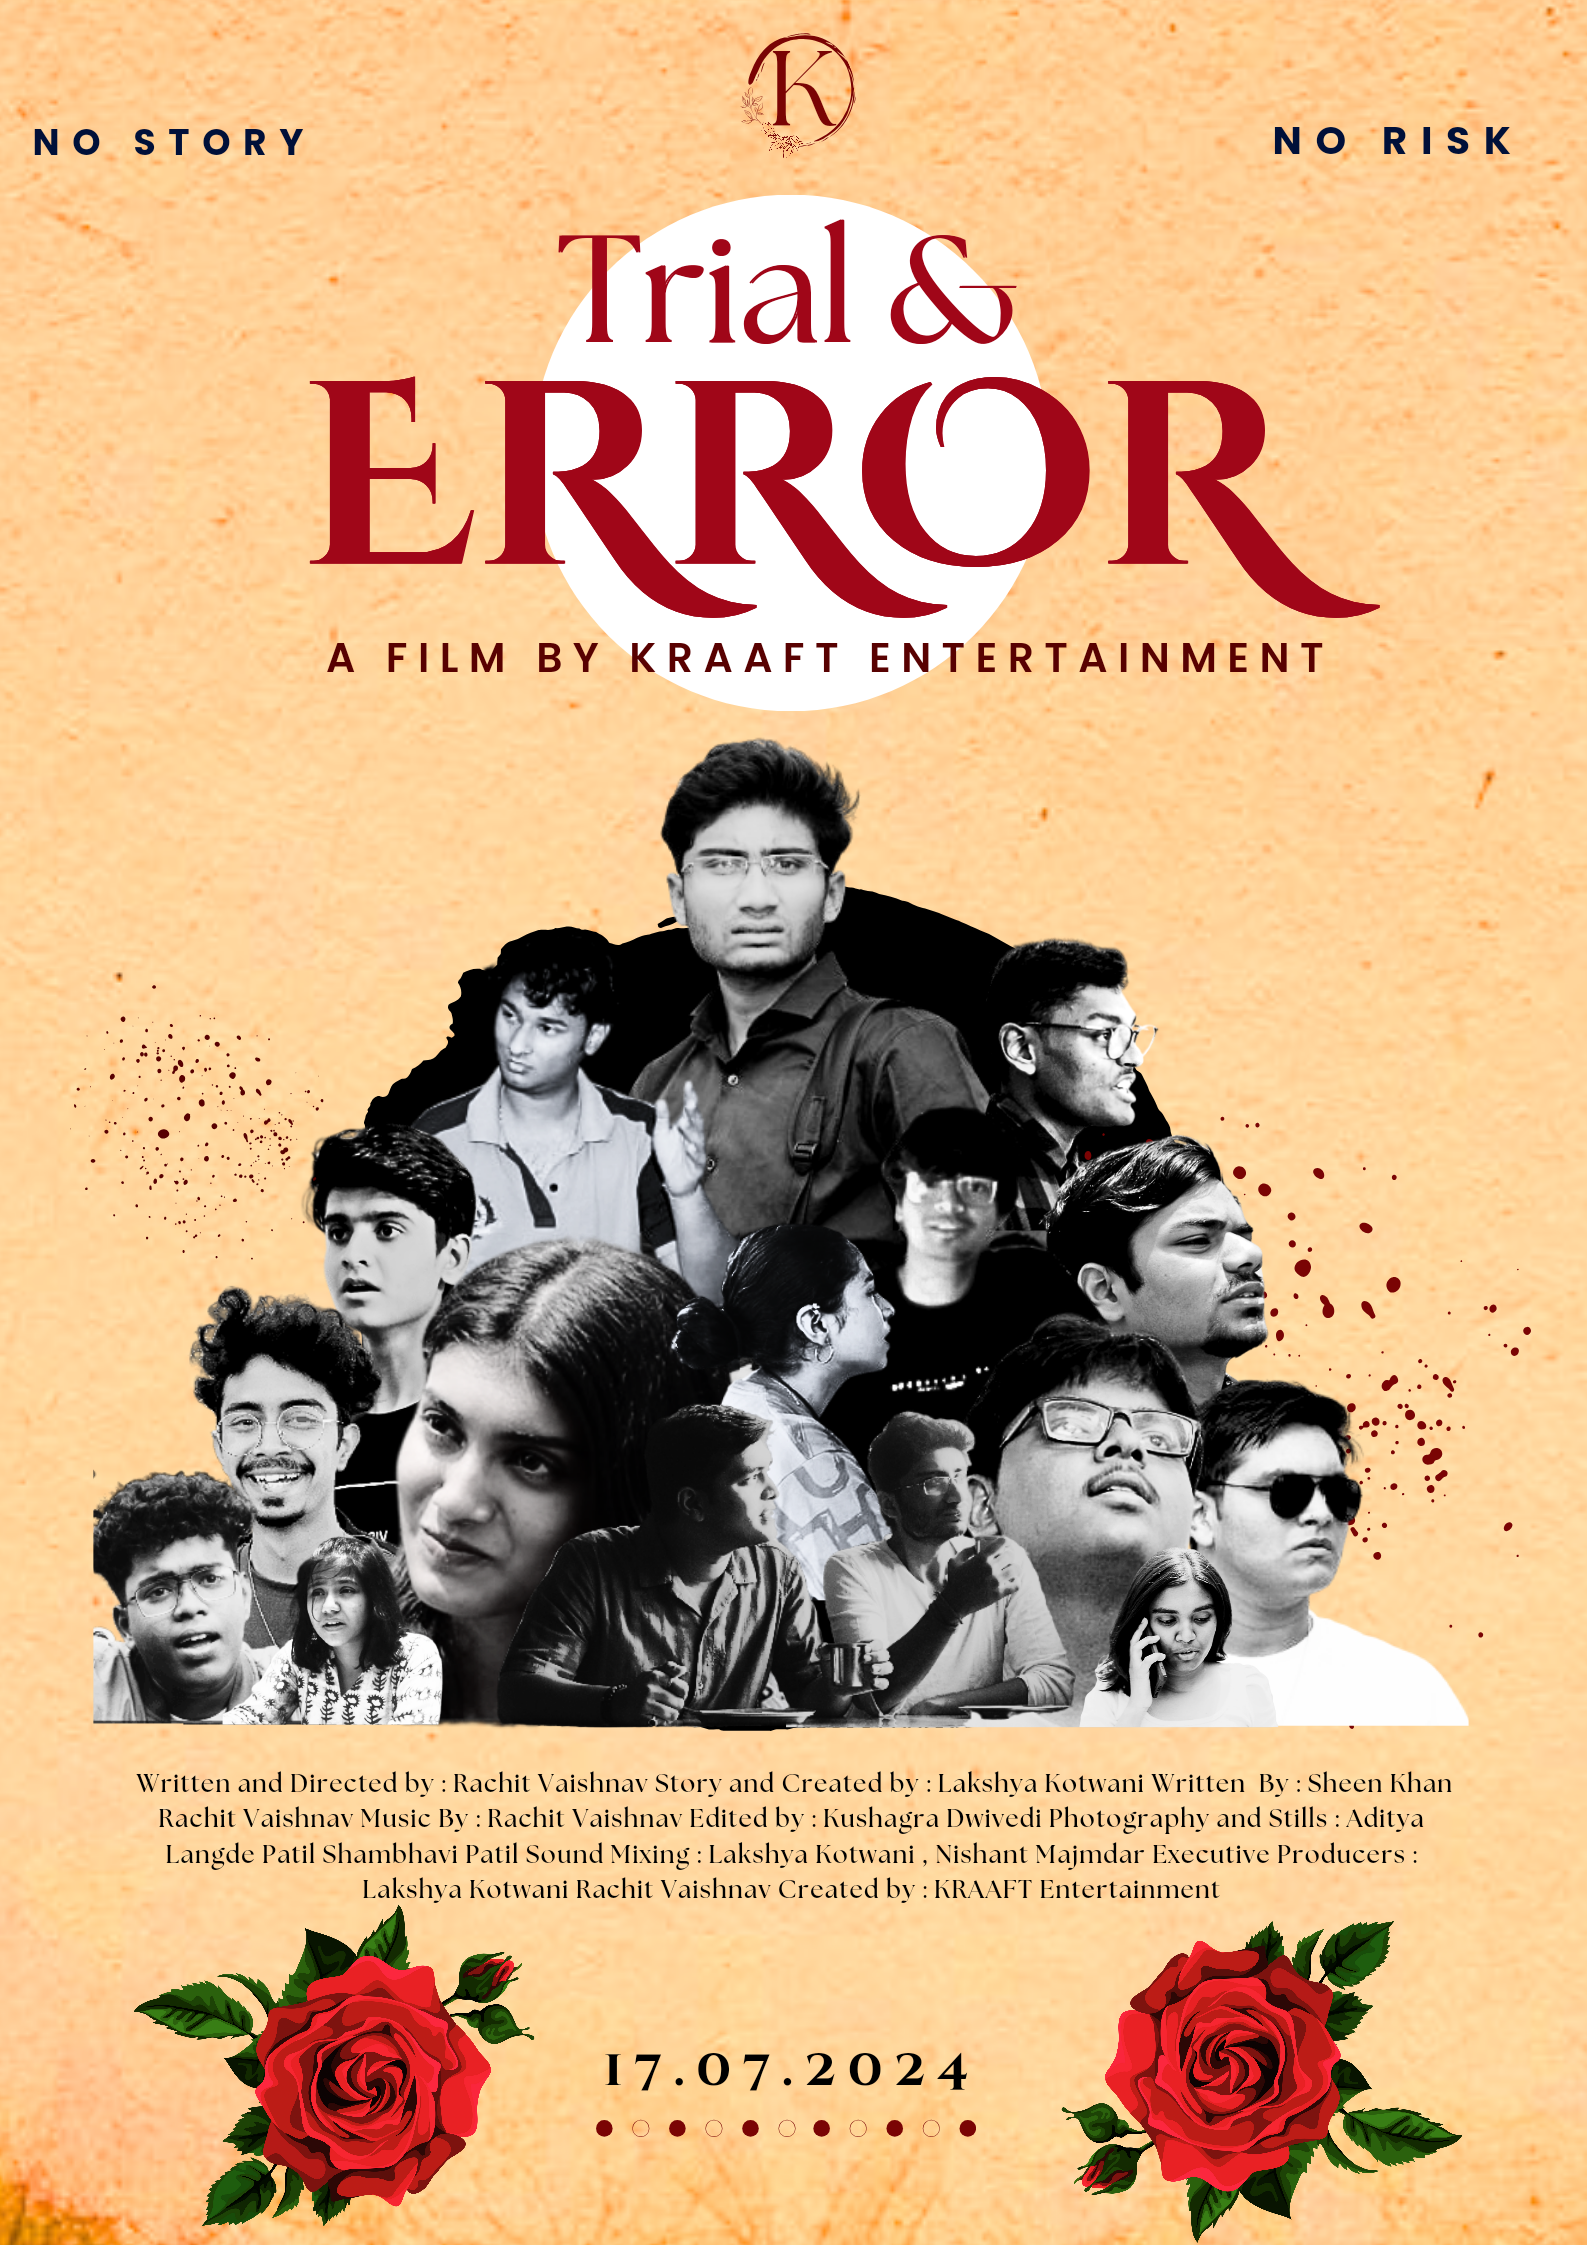 K
NO STORY
NO RISK
Trial &
ERROR
A FILM BY KRAAFT ENTERTAINMENT
Written and Directed by : Rachit Vaishnav Story and Created by : Lakshya Kotwani Written By : Sheen Khan
Rachit Vaishnav Music By : Rachit Vaishnav Edited by : Kushagra Dwivedi Photography and Stills : Aditya
Langde Patil Shambhavi Patil Sound Mixing : Lakshya Kotwani , Nishant Majmdar Executive Producers :
Lakshya Kotwani Rachit Vaishnav Created by : KRAAFT Entertainment
17.07.2024